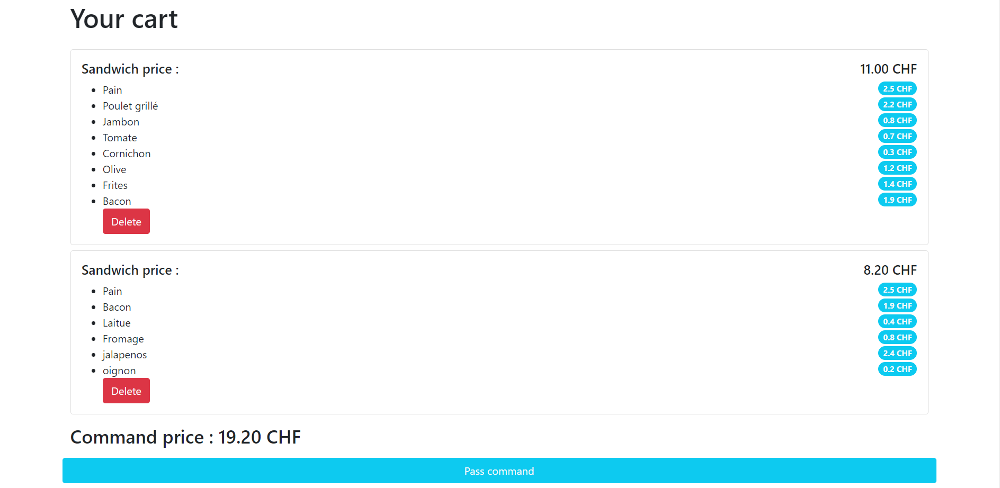 Your cart
Sandwich price : 11.00 CHF
Pain 2.5 CHF
Poulet grillé 2.2 CHF
Jambon 0.8 CHF
Tomate 0.7 CHF
Cornichon 0.3 CHF
Olive 1.2 CHF
Frites 1.4 CHF
Bacon 1.9 CHF
Delete
Sandwich price : 8.20 CHF
Pain 2.5 CHF
Bacon 1.9 CHF
Laitue 0.4 CHF
Fromage 0.8 CHF
jalapenos 2.4 CHF
oignon 0.2 CHF
Delete
Command price : 19.20 CHF
Pass command